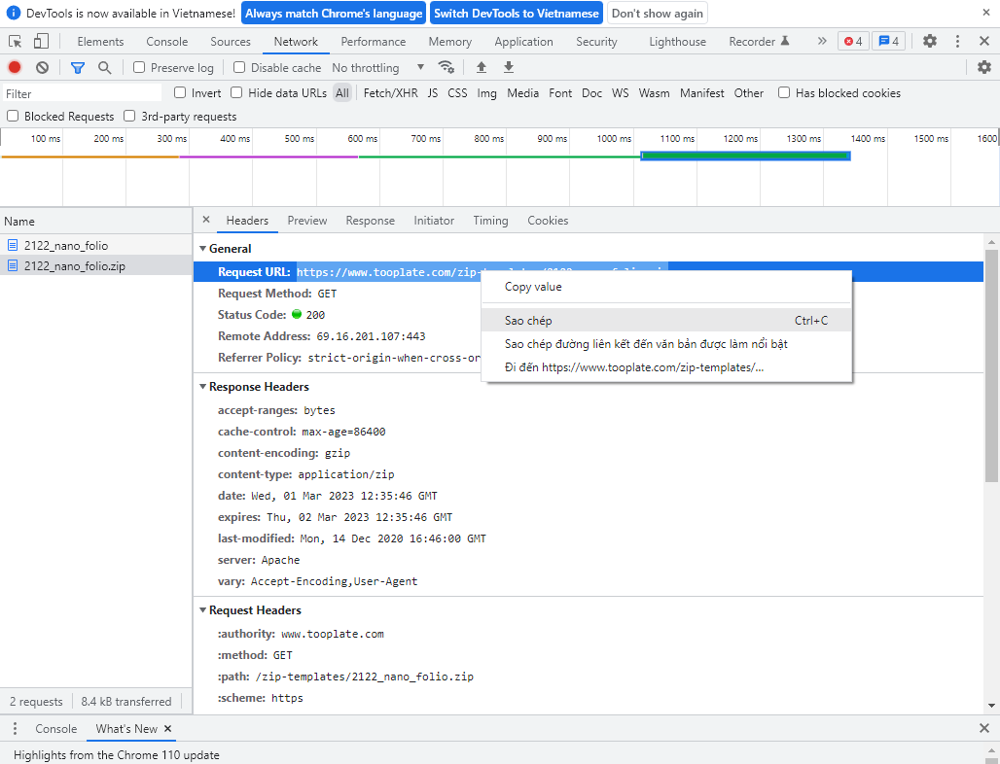 DevTools is now available in Vietnamese! Always match Chrome's language Switch DevTools to Vietnamese Don't show again
Elements Console Sources Network Performance Memory Application Security Lighthouse Recorder 4 4
Preserve log Disable cache No throttling
Filter Invert Hide data URLs All Fetch/XHR JS CSS Img Media Font Doc WS Wasm Manifest Other Has blocked cookies
Blocked Requests 3rd-party requests
100 ms 200 ms 300 ms 400 ms 500 ms 600 ms 700 ms 800 ms 900 ms 1000 ms 1100 ms 1200 ms 1300 ms 1400 ms 1500 ms 1600
Name
2122_nano_folio
2122_nano_folio.zip
2 requests 8.4 kB transferred
Headers Preview Response Initiator Timing Cookies
General
Request URL: https://www.tooplate.com/zip-
Request Method: GET
Status Code: 200
Remote Address: 69.16.201.107:443
Referrer Policy: strict-origin-when-cross-or
Copy value
Sao chép Ctrl+C
Sao chép đường liên kết đến văn bản được làm nổi bật
Đi đến https://www.tooplate.com/zip-templates/...
Response Headers
accept-ranges: bytes
cache-control: max-age=86400
content-encoding: gzip
content-type: application/zip
date: Wed, 01 Mar 2023 12:35:46 GMT
expires: Thu, 02 Mar 2023 12:35:46 GMT
last-modified: Mon, 14 Dec 2020 16:46:00 GMT
server: Apache
vary: Accept-Encoding,User-Agent
Request Headers
:authority: www.tooplate.com
:method: GET
:path: /zip-templates/2122_nano_folio.zip
:scheme: https
Console What's New
Highlights from the Chrome 110 update